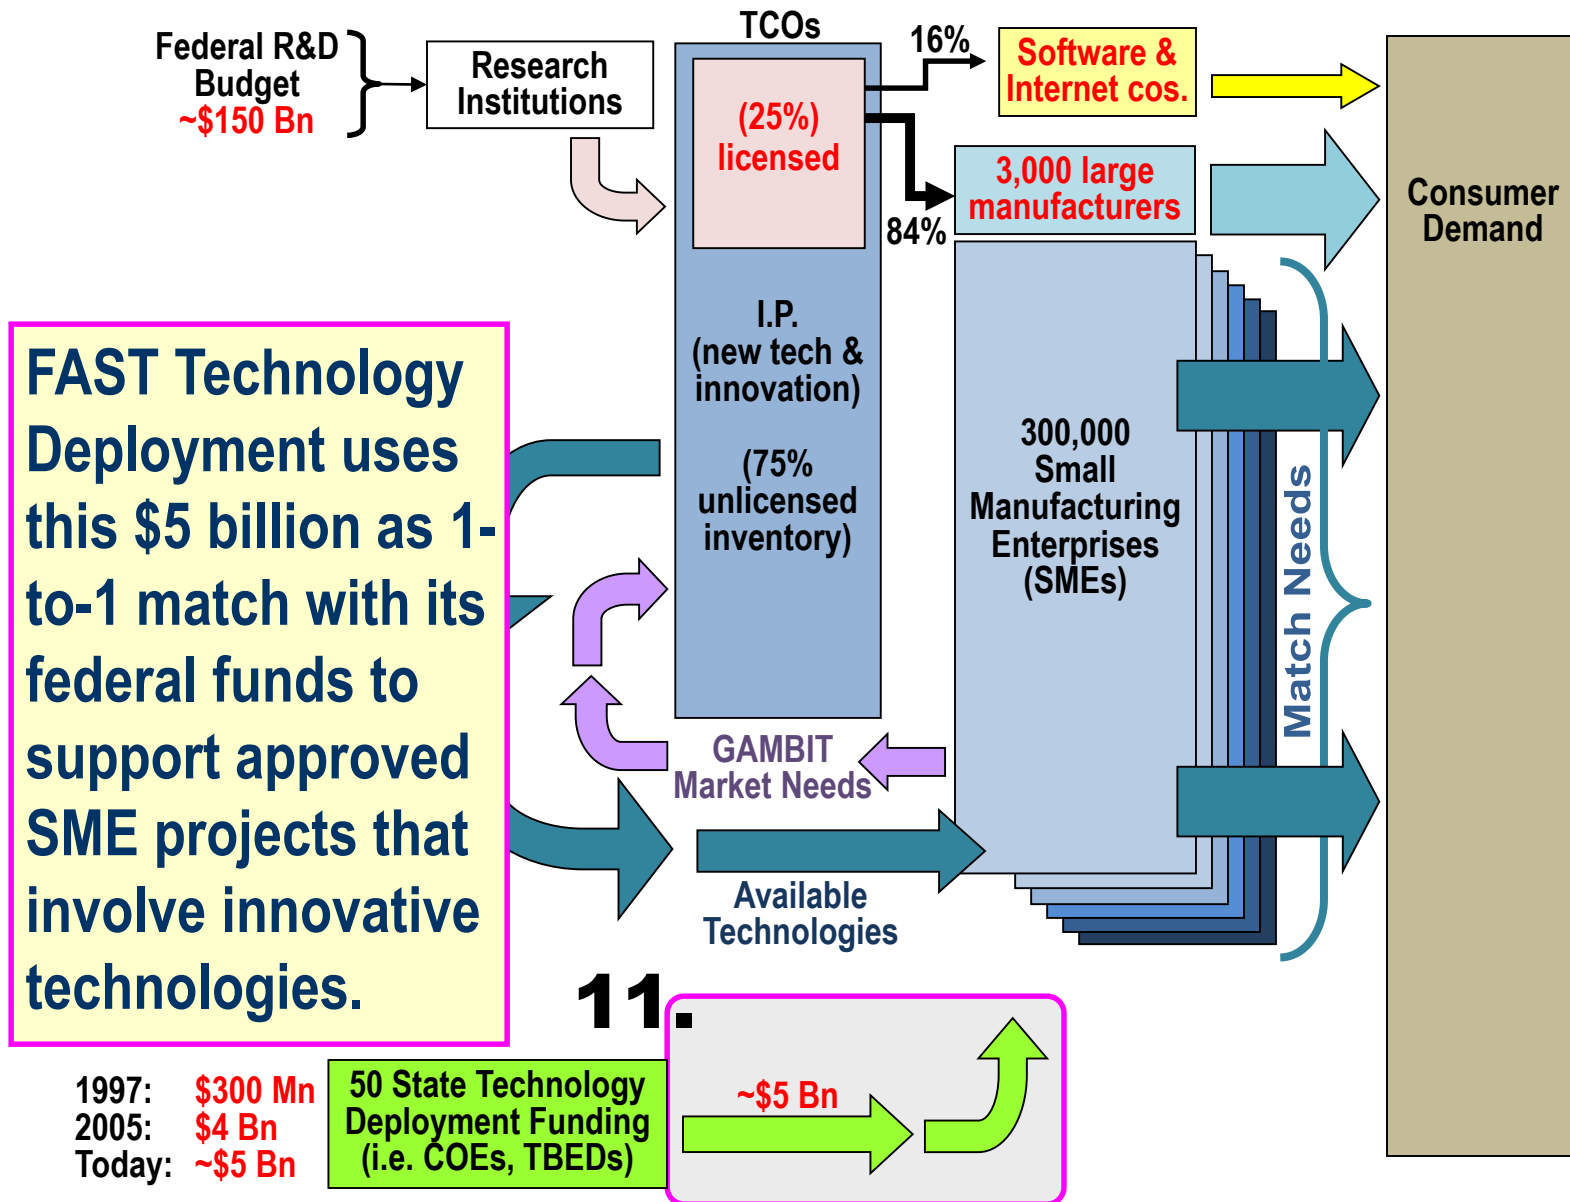 TCOs
Federal R&D
Budget
~$150 Bn
Research
Institutions
(25%)
licensed
16%
Software &
Internet cos.
3,000 large
manufacturers
84%
Consumer
Demand
I.P.
(new tech &
innovation)
(75%
unlicensed
inventory)
300,000
Small
Manufacturing
Enterprises
(SMEs)
Match Needs
FAST Technology
Deployment uses
this $5 billion as 1-
to-1 match with its
federal funds to
support approved
SME projects that
involve innovative
technologies.
GAMBIT
Market Needs
Available
Technologies
11.
1997: $300 Mn
2005: $4 Bn
Today: ~$5 Bn
50 State Technology
Deployment Funding
(i.e. COEs, TBEDs)
~$5 Bn